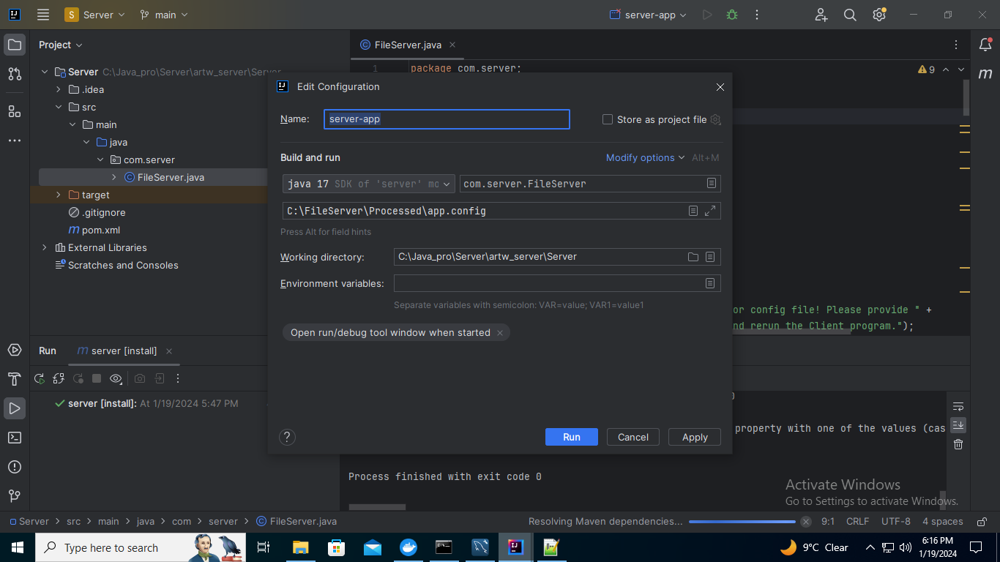 Server
main
server-app
Project
FileServer.java
Server C:\Java_pro\Server\artw_server\Server
1 package com.server;
9
.idea
src
main
java
com.server
FileServer.java
target
.gitignore
pom.xml
External Libraries
Scratches and Consoles
Edit Configuration
Name: server-app
Store as project file
Build and run
Modify options Alt+M
java 17 SDK of 'server' mo
com.server.FileServer
C:\FileServer\Processed\app.config
Press Alt for field hints
Working directory: C:\Java_pro\Server\artw_server\Server
Environment variables:
Separate variables with semicolon: VAR=value; VAR1=value1
Open run/debug tool window when started
? Run Cancel Apply
or config file! Please provide " +
nd rerun the Client program.");
Run
server [install]
server [install]: At 1/19/2024 5:47 PM
property with one of the values (cas
Process finished with exit code 0
Activate Windows
Go to Settings to activate Windows.
Server src main java com server FileServer.java
Resolving Maven dependencies...
9:1 CRLF UTF-8 4 spaces
Type here to search
9°C Clear
6:16 PM
1/19/2024